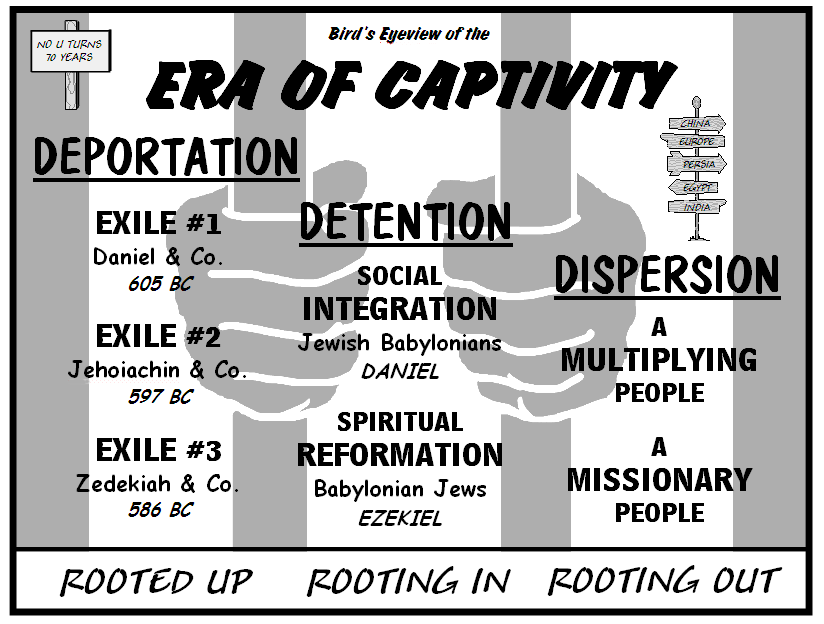 NO U TURNS
70 YEARS
Bird's Eyeview of the
ERA OF CAPTIVITY
CHINA
EUROPE
PERSIA
EGYPT
INDIA
DEPORTATION
EXILE #1
Daniel & Co.
605 BC
EXILE #2
Jehoiachin & Co.
597 BC
EXILE #3
Zedekiah & Co.
586 BC
DETENTION
SOCIAL
INTEGRATION
Jewish Babylonians
DANIEL
SPIRITUAL
REFORMATION
Babylonian Jews
EZEKIEL
DISPERSION
A
MULTIPLYING
PEOPLE
A
MISSIONARY
PEOPLE
ROOTED UP
ROOTING IN
ROOTING OUT